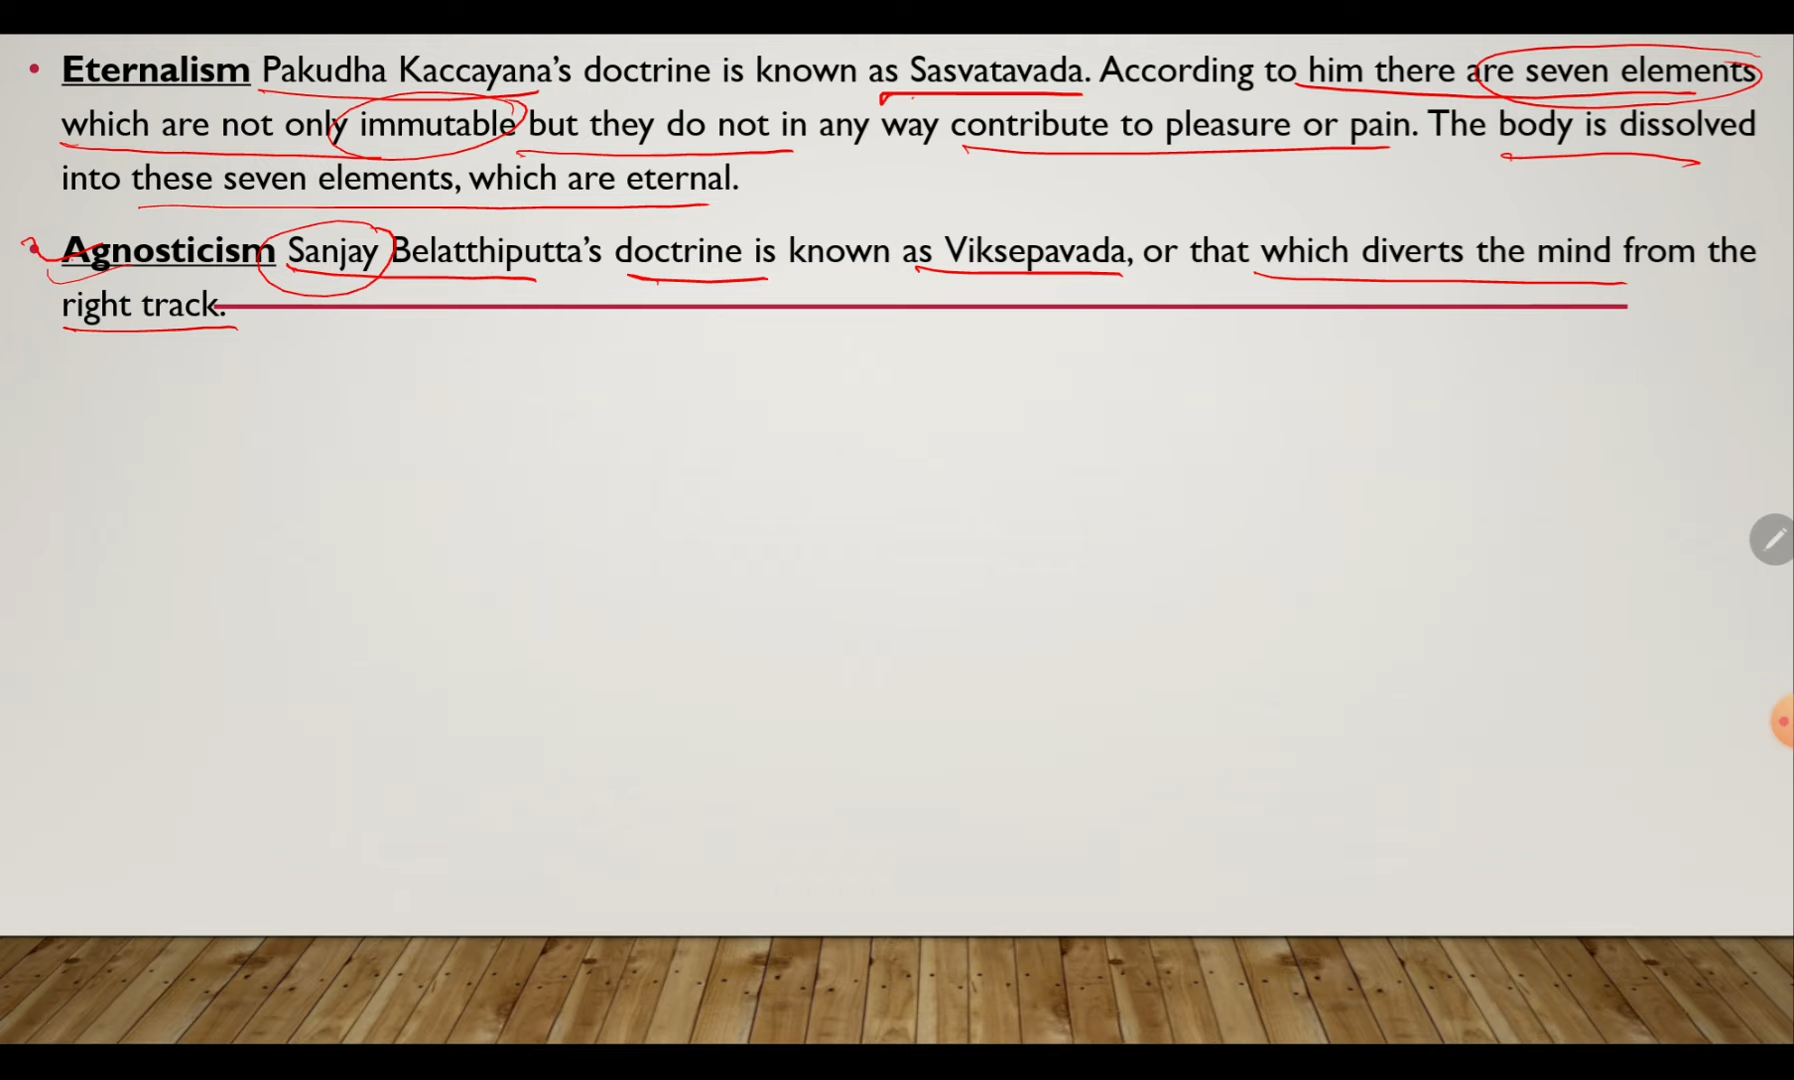 • Eternalism Pakudha Kaccayana's doctrine is known as Sasvatavada. According to him there are seven elements
which are not only immutable but they do not in any way contribute to pleasure or pain. The body is dissolved
into these seven elements, which are eternal.
• Agnosticism Sanjay Belatthiputta's doctrine is known as Viksepavada, or that which diverts the mind from the
right track.